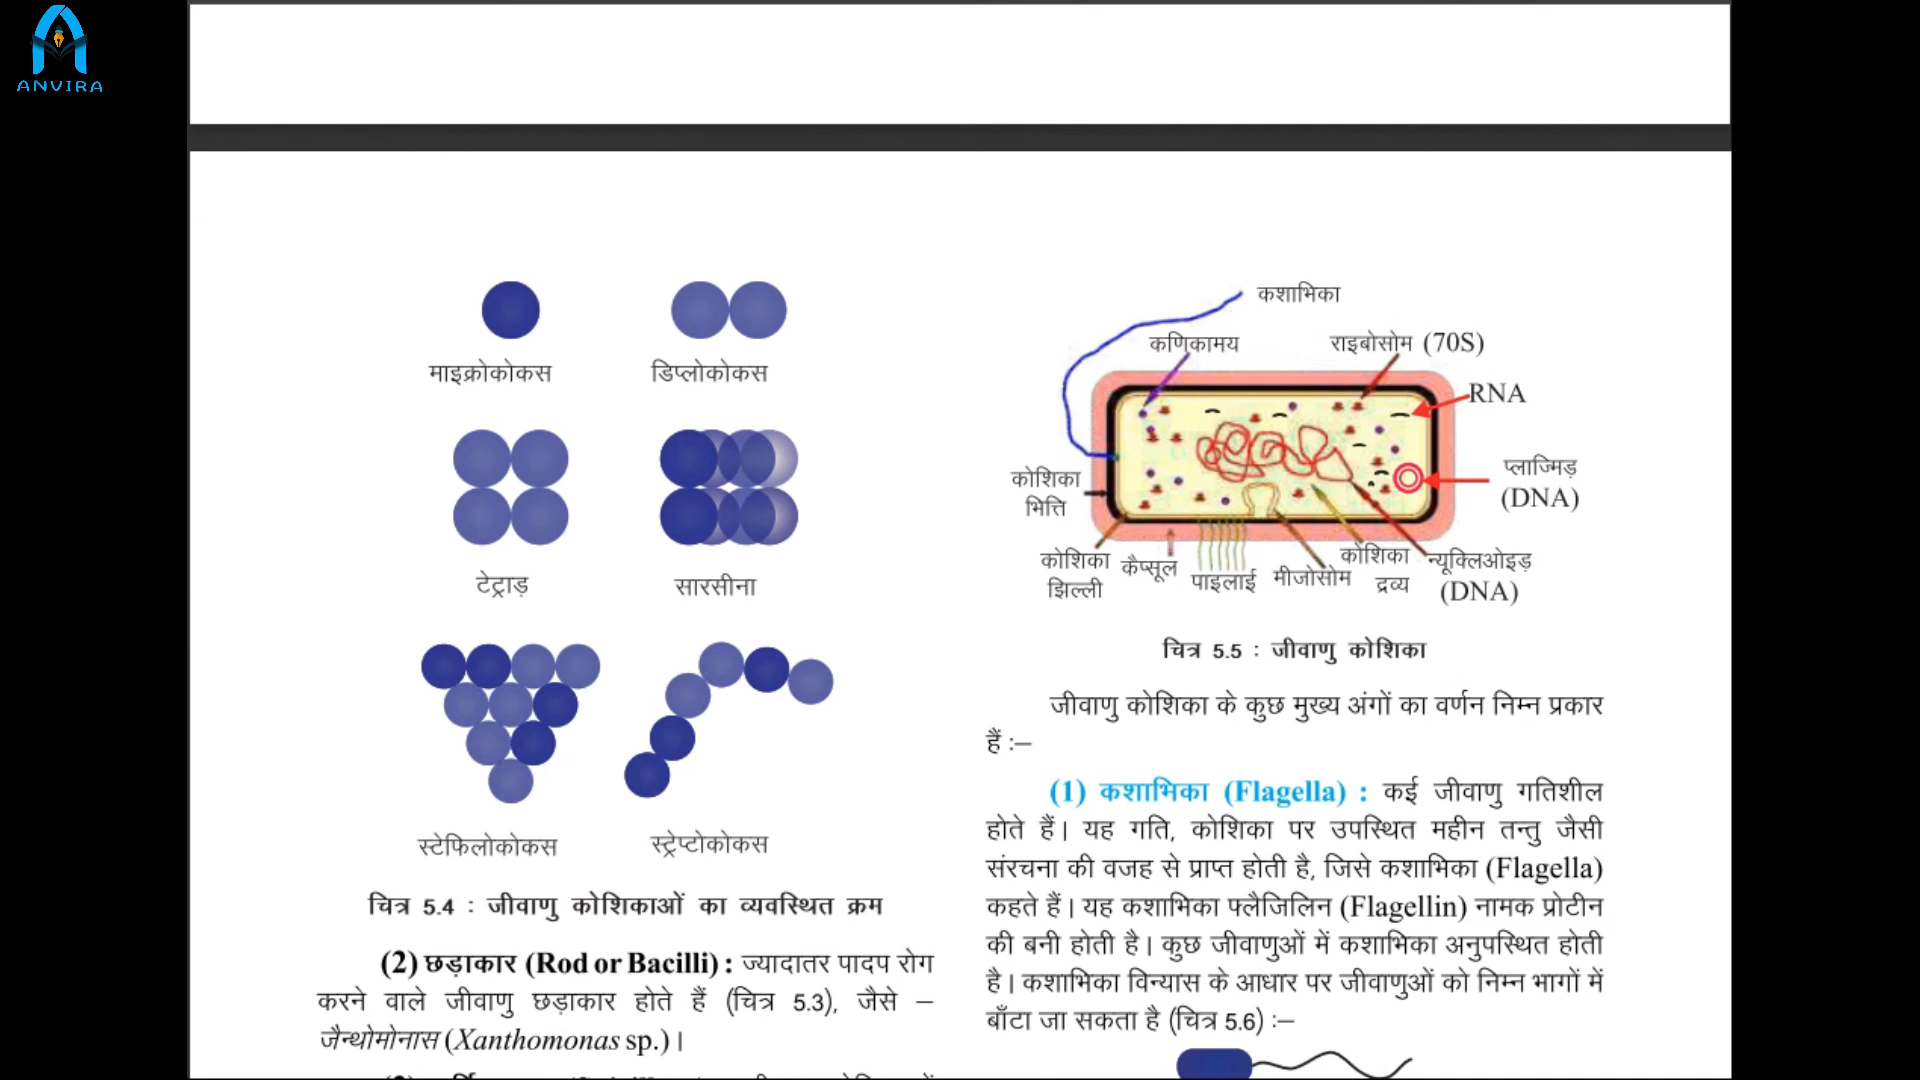 ANVIRA
माइक्रोकोकस
डिप्लोकोकस
टेट्राड़
सारसीना
स्टेफिलोकोकस
स्ट्रेप्टोकोकस
चित्र 5.4 : जीवाणु कोशिकाओं का व्यवस्थित क्रम
(2) छड़ाकार (Rod or Bacilli) : ज्यादातर पादप रोग
करने वाले जीवाणु छड़ाकार होते हैं (चित्र 5.3), जैसे –
जैन्थोमोनास (Xanthomonas sp.)।
कशाभिका
कणिकामय
राइबोसोम (70S)
RNA
प्लाज्मिड़
(DNA)
कोशिका
भित्ति
कोशिका
झिल्ली
कैप्सूल
पाइलाई
मीजोसोम
कोशिका
द्रव्य
न्यूक्लिओइड़
(DNA)
चित्र 5.5 : जीवाणु कोशिका
जीवाणु कोशिका के कुछ मुख्य अंगों का वर्णन निम्न प्रकार
हैं :–
(1) कशाभिका (Flagella) : कई जीवाणु गतिशील
होते हैं। यह गति, कोशिका पर उपस्थित महीन तन्तु जैसी
संरचना की वजह से प्राप्त होती है, जिसे कशाभिका (Flagella)
कहते हैं। यह कशाभिका फ्लैजिलिन (Flagellin) नामक प्रोटीन
की बनी होती है। कुछ जीवाणुओं में कशाभिका अनुपस्थित होती
है। कशाभिका विन्यास के आधार पर जीवाणुओं को निम्न भागों में
बाँटा जा सकता है (चित्र 5.6) :–